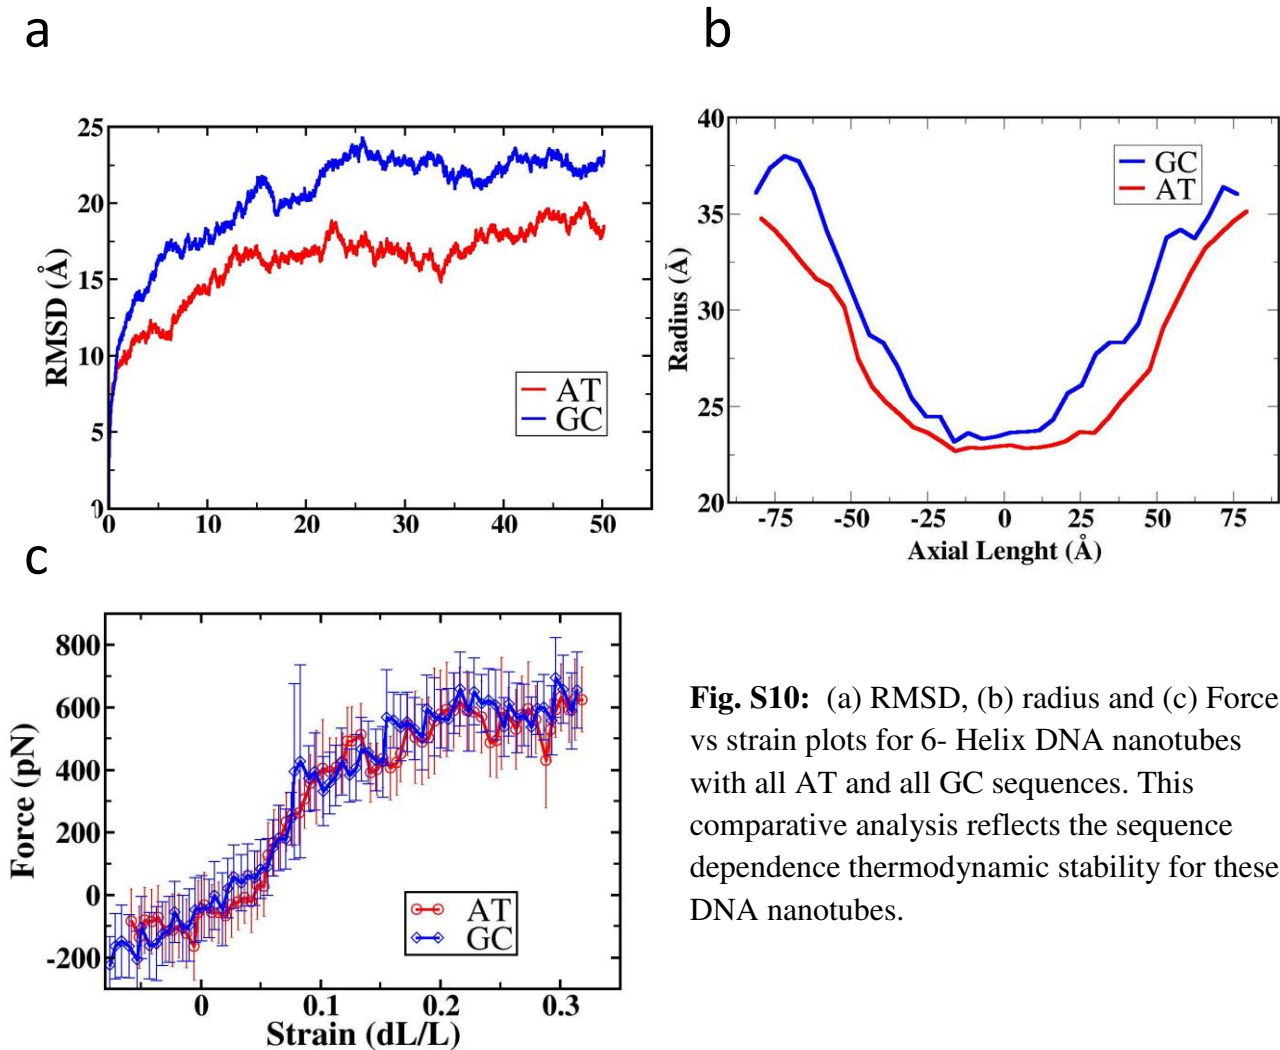 a
25
20
15
10
5
0
RMSD (Å)
AT
GC
0 10 20 30 40 50
b
40
35
30
25
20
Radius (Å)
GC
AT
-75 -50 -25 0 25 50 75
Axial Lenght (Å)
c
800
600
400
200
0
-200
Force (pN)
AT
GC
0 0.1 0.2 0.3
Strain (dL/L)
Fig. S10: (a) RMSD, (b) radius and (c) Force
vs strain plots for 6- Helix DNA nanotubes
with all AT and all GC sequences. This
comparative analysis reflects the sequence
dependence thermodynamic stability for these
DNA nanotubes.